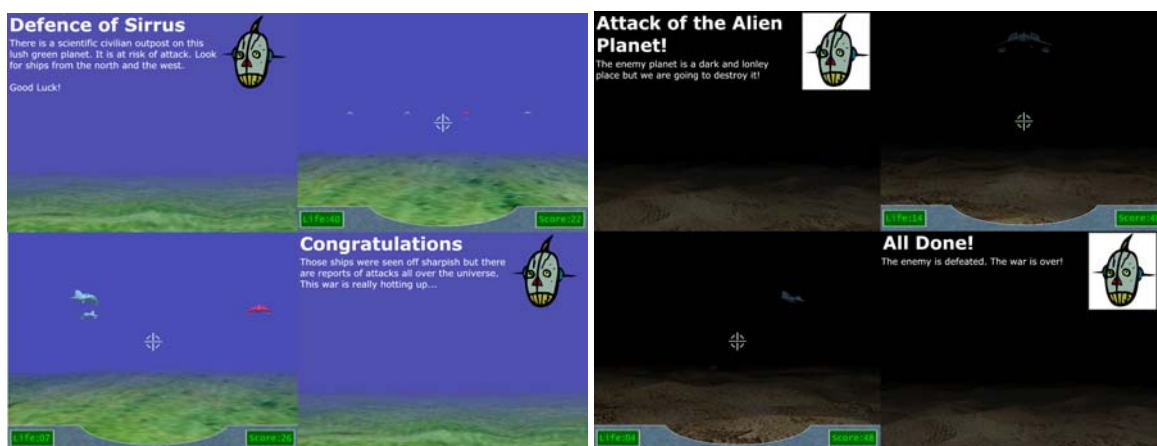 Defence of Sirrus
There is a scientific civilian outpost on this
lush green planet. It is at risk of attack. Look
for ships from the north and the west.
Good Luck!
Life:40
Score:22
Life:07
Score:26
Congratulations
Those ships were seen off sharpish but there
are reports of attacks all over the universe.
This war is really hotting up...
Attack of the Alien
Planet!
The enemy planet is a dark and lonley
place but we are going to destroy it!
Life:14
Life:04
Score:48
All Done!
The enemy is defeated. The war is over!